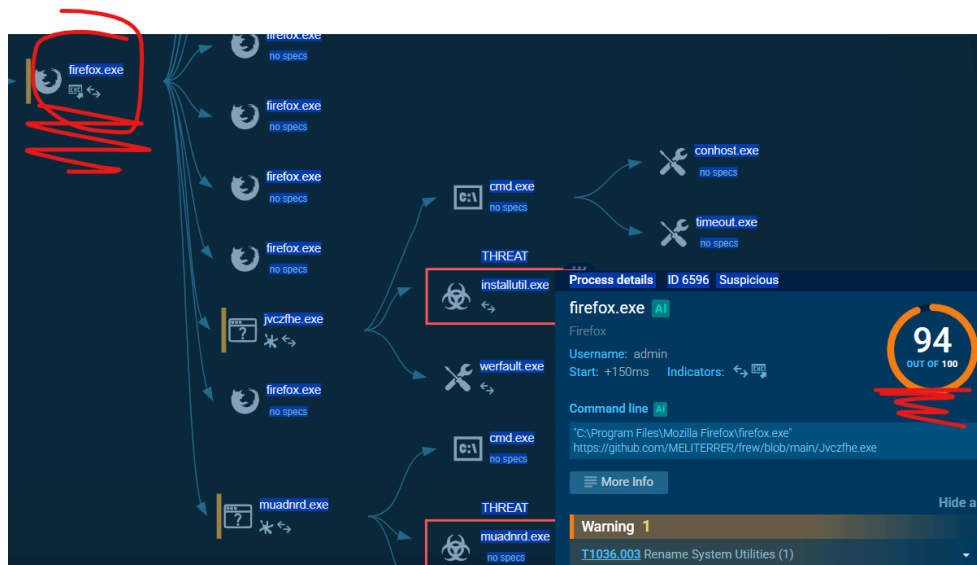 firefox.exe
no specs
firefox.exe
EXE
firefox.exe
no specs
conhost.exe
no specs
firefox.exe
no specs
cmd.exe
C:\
no specs
timeout.exe
no specs
firefox.exe
no specs
THREAT
installutil.exe
jvczfhe.exe
?
werfault.exe
firefox.exe
no specs
cmd.exe
C:\
no specs
muadnrd.exe
?
THREAT
muadnrd.exe
no specs
Process details ID 6596 Suspicious
firefox.exe AI
Firefox
Username: admin
Start: +150ms Indicators:
94
OUT OF 100
Command line AI
"C:\Program Files\Mozilla Firefox\firefox.exe"
https://github.com/MELITERRER/frew/blob/main/Jvczfhe.exe
More Info
Hide a
Warning 1
T1036.003 Rename System Utilities (1)